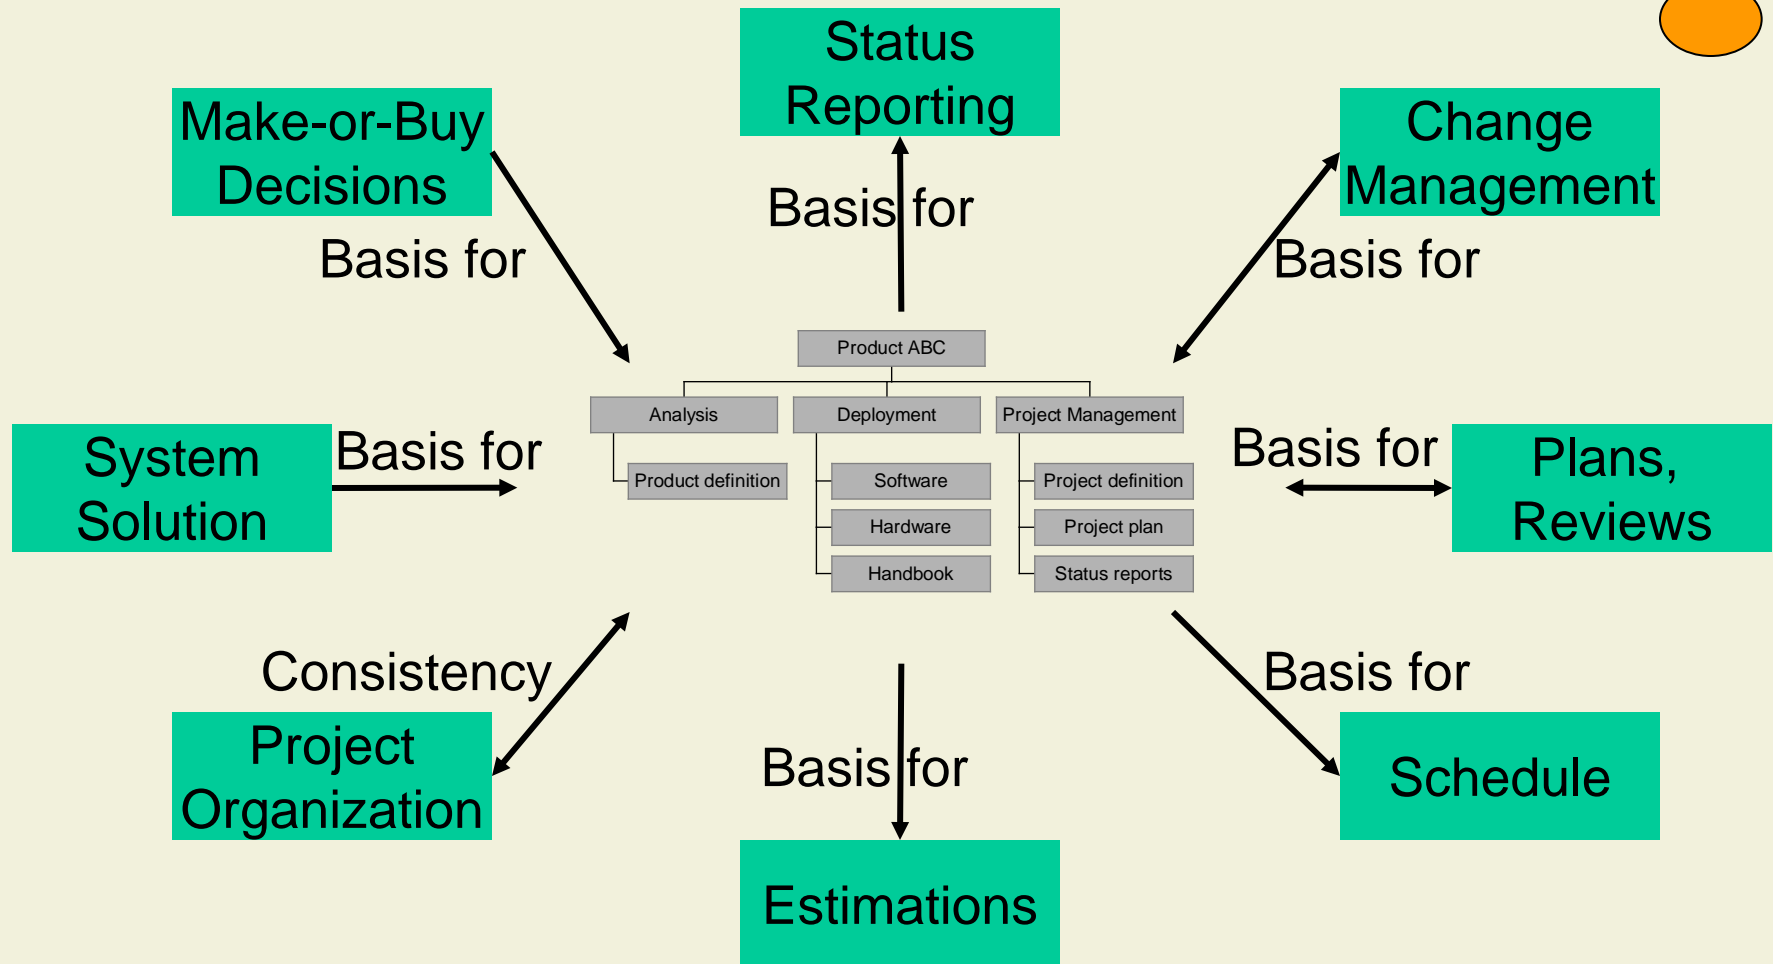 Status
Reporting
Make-or-Buy
Decisions
Change
Management
Basis for
Basis for
Basis for
Product ABC
Analysis
Deployment
Project Management
Product definition
Software
Project definition
Hardware
Project plan
Handbook
Status reports
System
Solution
Basis for
Basis for
Plans,
Reviews
Consistency
Basis for
Project
Organization
Basis for
Schedule
Estimations